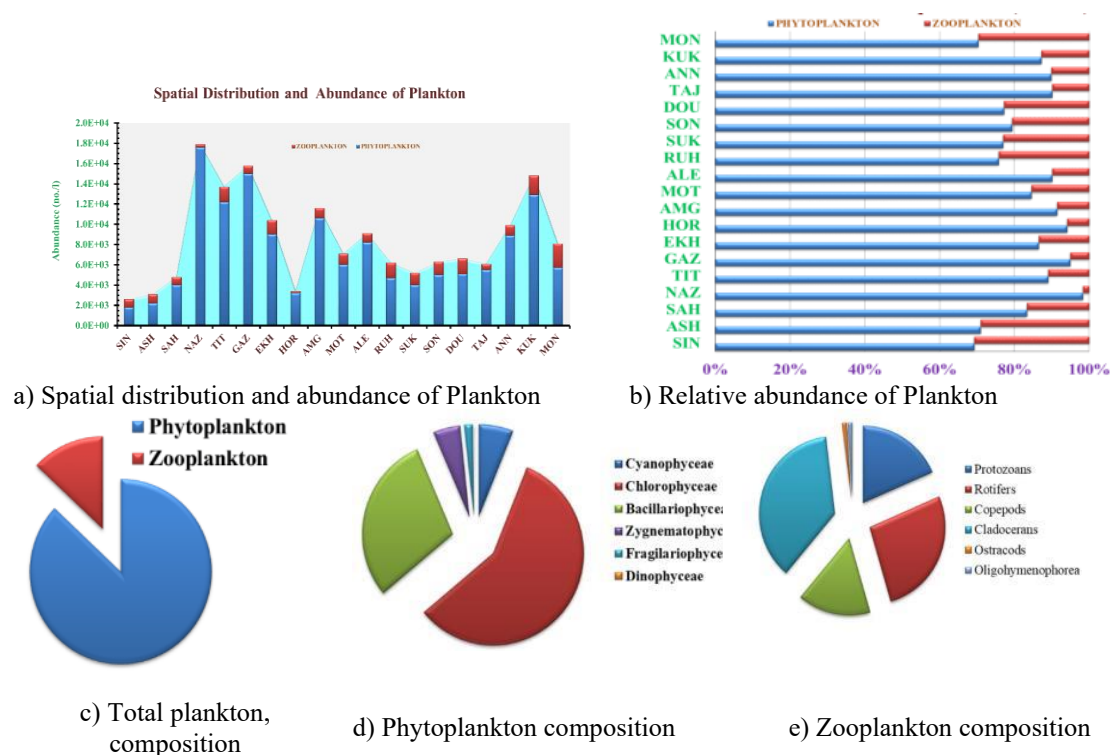 Spatial Distribution and Abundance of Plankton
2.0E+04
1.8E+04
1.6E+04
1.4E+04
1.2E+04
1.0E+04
8.0E+03
6.0E+03
4.0E+03
2.0E+03
0.0E+00
Abundance (no./l)
ZOOPLANKTON PHYTOPLANKTON
SIN ASH SAH NAZ TIT GAZ EKH HOR AMG MOT ALE RUH SUK SON DOU TAJ ANN KUK MON
a) Spatial distribution and abundance of Plankton
PHYTOPLANKTON ZOOPLANKTON
MON
KUK
ANN
TAJ
DOU
SON
SUK
RUH
ALE
MOT
AMG
HOR
EKH
GAZ
TIT
NAZ
SAH
ASH
SIN
0% 20% 40% 60% 80% 100%
b) Relative abundance of Plankton
Phytoplankton
Zooplankton
c) Total plankton,
composition
Cyanophyceae
Chlorophyceae
Bacillariophycea
Zygnematophyc
Fragilariophyce
Dinophyceae
d) Phytoplankton composition
Protozoans
Rotifers
Copepods
Cladocerans
Ostracods
Oligohymenophorea
e) Zooplankton composition